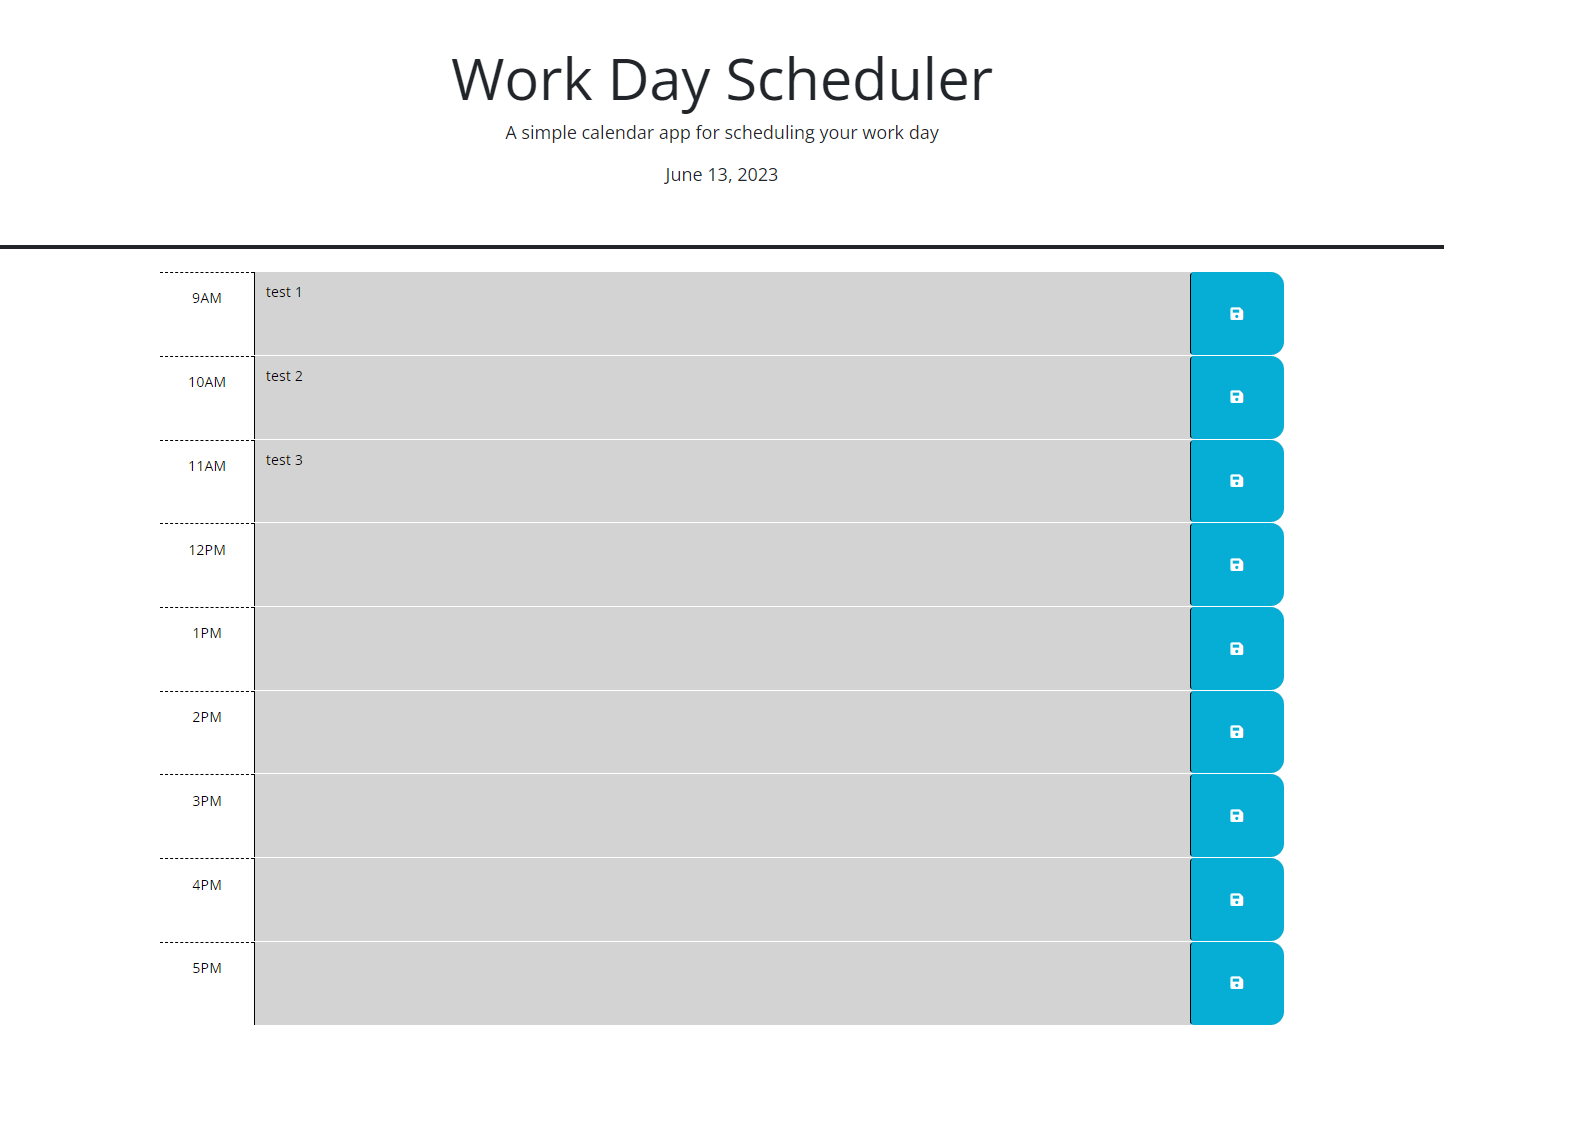 Work Day Scheduler
A simple calendar app for scheduling your work day
June 13, 2023
9AM test 1
10AM test 2
11AM test 3
12PM
1PM
2PM
3PM
4PM
5PM